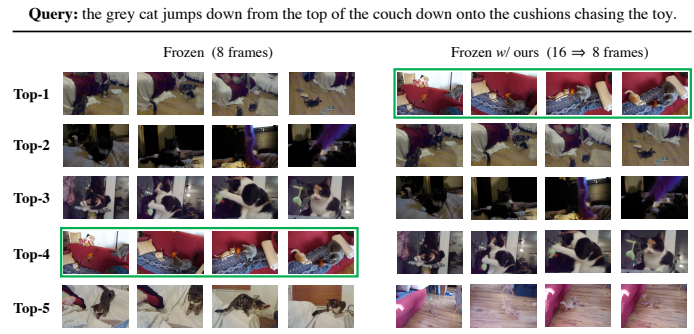 Query: the grey cat jumps down from the top of the couch down onto the cushions chasing the toy.
Frozen (8 frames)
Frozen w/ ours (16 ⇒ 8 frames)
Top-1
Top-2
Top-3
Top-4
Top-5